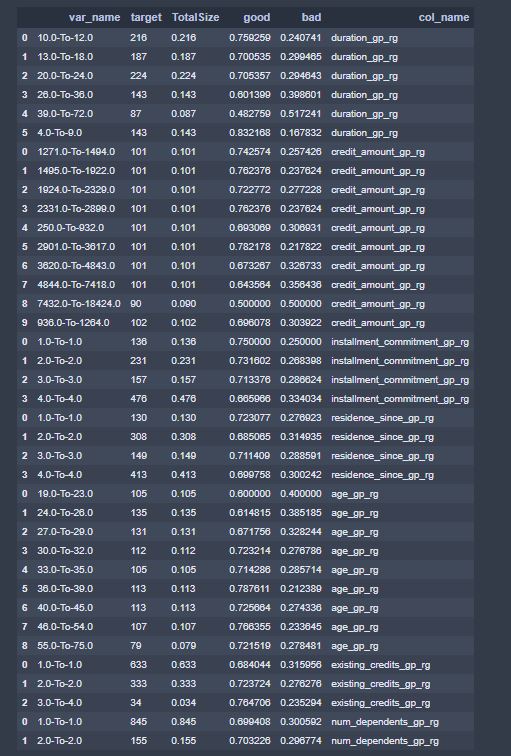 var_name target TotalSize good bad col_name
0 10.0-To-12.0 216 0.216 0.759259 0.240741 duration_gp_rg
1 13.0-To-18.0 187 0.187 0.700535 0.299465 duration_gp_rg
2 20.0-To-24.0 224 0.224 0.705357 0.294643 duration_gp_rg
3 26.0-To-36.0 143 0.143 0.601399 0.398601 duration_gp_rg
4 39.0-To-72.0 87 0.087 0.482759 0.517241 duration_gp_rg
5 4.0-To-9.0 143 0.143 0.832168 0.167832 duration_gp_rg
0 1271.0-To-1494.0 101 0.101 0.742574 0.257426 credit_amount_gp_rg
1 1495.0-To-1922.0 101 0.101 0.762376 0.237624 credit_amount_gp_rg
2 1924.0-To-2329.0 101 0.101 0.722772 0.277228 credit_amount_gp_rg
3 2331.0-To-2899.0 101 0.101 0.762376 0.237624 credit_amount_gp_rg
4 250.0-To-932.0 101 0.101 0.693069 0.306931 credit_amount_gp_rg
5 2901.0-To-3617.0 101 0.101 0.782178 0.217822 credit_amount_gp_rg
6 3620.0-To-4843.0 101 0.101 0.673267 0.326733 credit_amount_gp_rg
7 4844.0-To-7418.0 101 0.101 0.643564 0.356436 credit_amount_gp_rg
8 7432.0-To-18424.0 90 0.090 0.500000 0.500000 credit_amount_gp_rg
9 936.0-To-1264.0 102 0.102 0.696078 0.303922 credit_amount_gp_rg
0 1.0-To-1.0 136 0.136 0.750000 0.250000 installment_commitment_gp_rg
1 2.0-To-2.0 231 0.231 0.731602 0.268398 installment_commitment_gp_rg
2 3.0-To-3.0 157 0.157 0.713376 0.286624 installment_commitment_gp_rg
3 4.0-To-4.0 476 0.476 0.665966 0.334034 installment_commitment_gp_rg
0 1.0-To-1.0 130 0.130 0.723077 0.276923 residence_since_gp_rg
1 2.0-To-2.0 308 0.308 0.685065 0.314935 residence_since_gp_rg
2 3.0-To-3.0 149 0.149 0.711409 0.288591 residence_since_gp_rg
3 4.0-To-4.0 413 0.413 0.699758 0.300242 residence_since_gp_rg
0 19.0-To-23.0 105 0.105 0.600000 0.400000 age_gp_rg
1 24.0-To-26.0 135 0.135 0.614815 0.385185 age_gp_rg
2 27.0-To-29.0 131 0.131 0.671756 0.328244 age_gp_rg
3 30.0-To-32.0 112 0.112 0.723214 0.276786 age_gp_rg
4 33.0-To-35.0 105 0.105 0.714286 0.285714 age_gp_rg
5 36.0-To-39.0 113 0.113 0.787611 0.212389 age_gp_rg
6 40.0-To-45.0 113 0.113 0.725664 0.274336 age_gp_rg
7 46.0-To-54.0 107 0.107 0.766355 0.233645 age_gp_rg
8 55.0-To-75.0 79 0.079 0.721519 0.278481 age_gp_rg
0 1.0-To-1.0 633 0.633 0.684044 0.315956 existing_credits_gp_rg
1 2.0-To-2.0 333 0.333 0.723724 0.276276 existing_credits_gp_rg
2 3.0-To-4.0 34 0.034 0.764706 0.235294 existing_credits_gp_rg
0 1.0-To-1.0 845 0.845 0.699408 0.300592 num_dependents_gp_rg
1 2.0-To-2.0 155 0.155 0.703226 0.296774 num_dependents_gp_rg